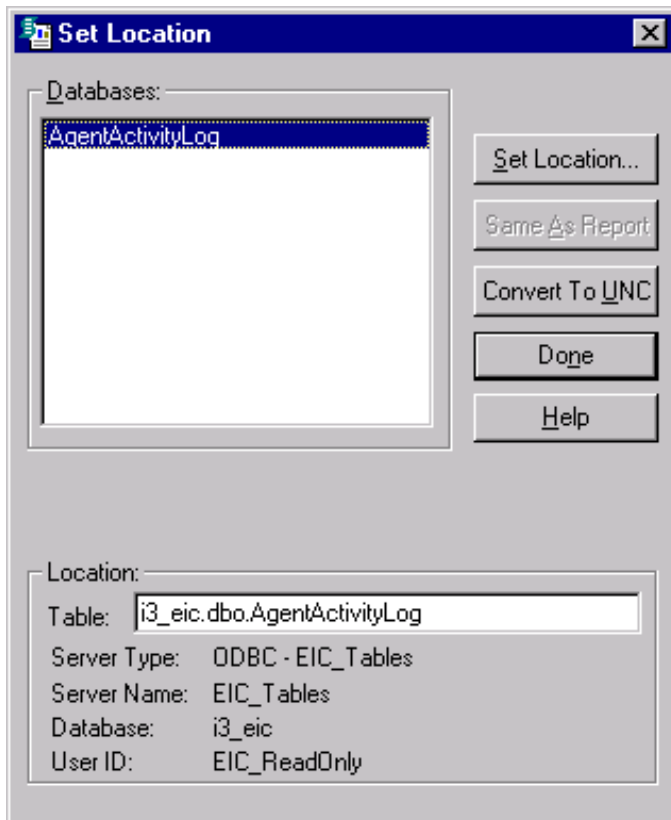 Set Location
Databases:
AgentActivityLog
Set Location...
Same As Report
Convert To UNC
Done
Help
Location:
Table: i3_eic.dbo.AgentActivityLog
Server Type: ODBC - EIC_Tables
Server Name: EIC_Tables
Database: i3_eic
User ID: EIC_ReadOnly